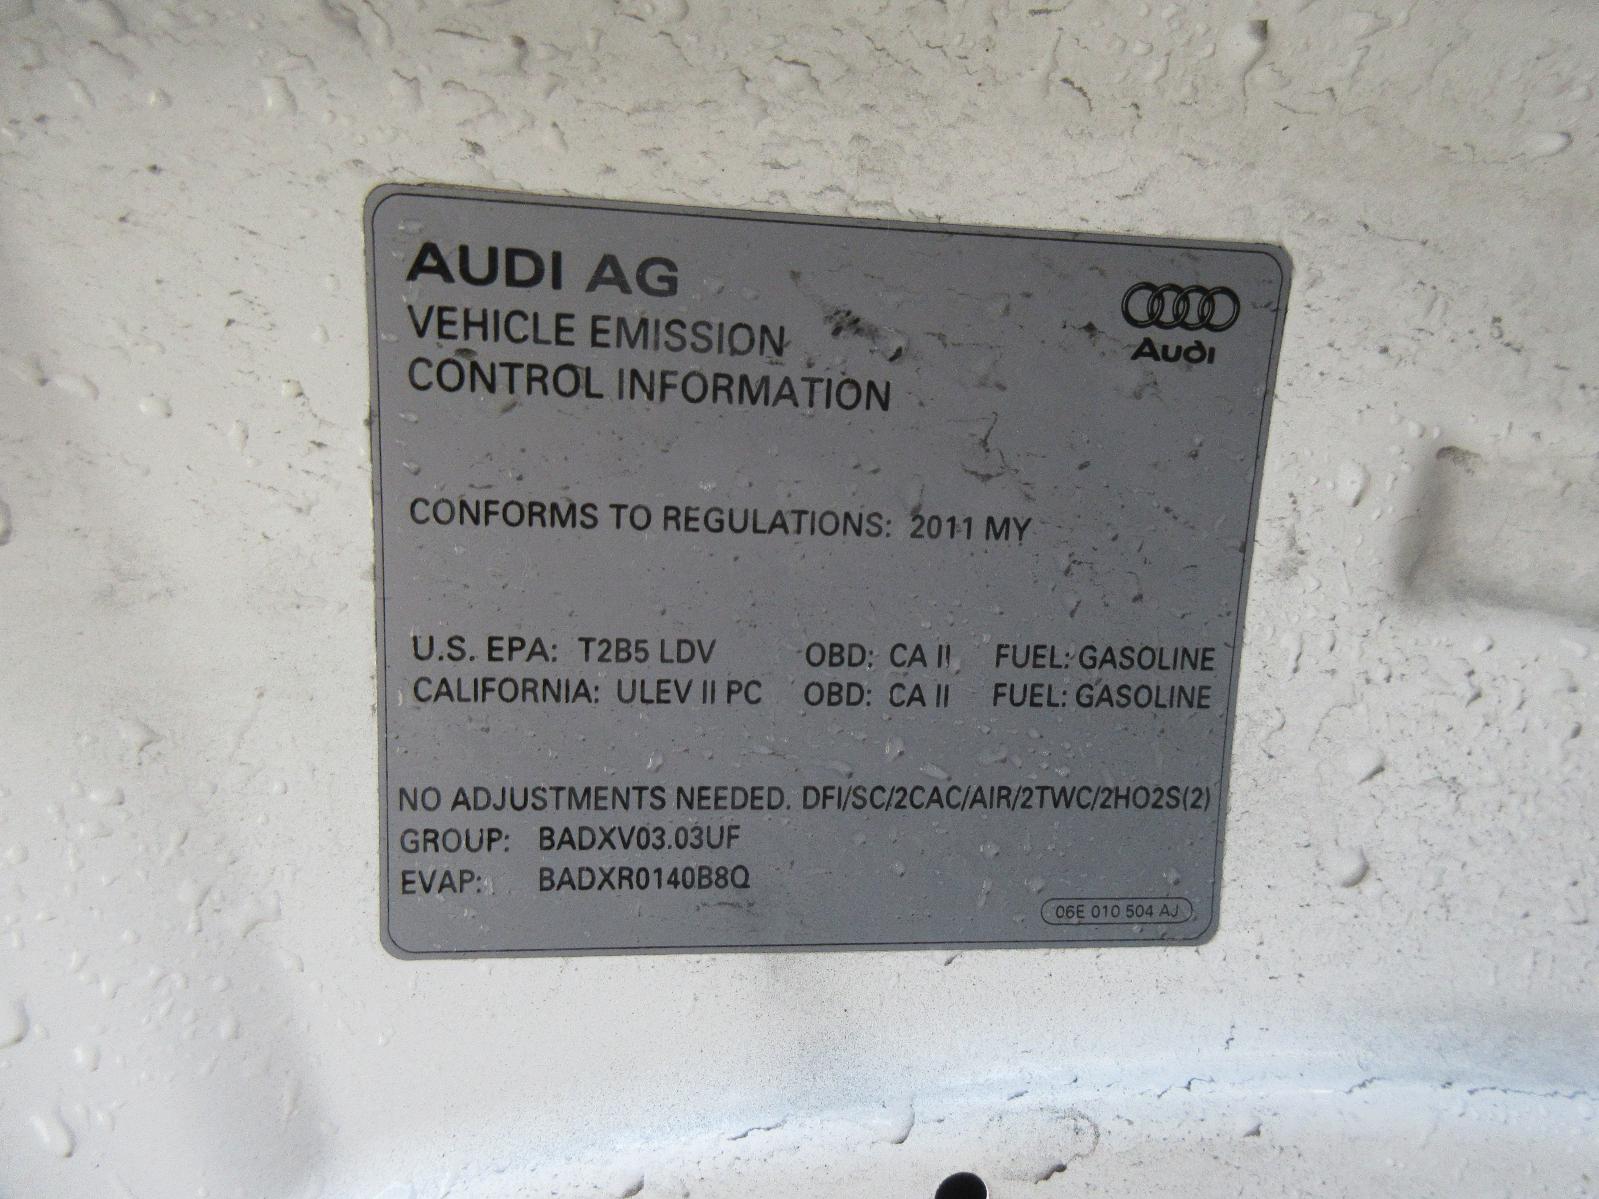 AUDI AG
VEHICLE EMISSION
CONTROL INFORMATION
Audi
CONFORMS TO REGULATIONS: 2011 MY
U.S. EPA: T2B5 LDV OBD: CA II FUEL: GASOLINE
CALIFORNIA: ULEV II PC OBD: CA II FUEL: GASOLINE
NO ADJUSTMENTS NEEDED. DFI/SC/2CAC/AIR/2TWC/2HO2S(2)
GROUP: BADXV03.03UF
EVAP: BADXR0140B8Q
06E 010 504 AJ